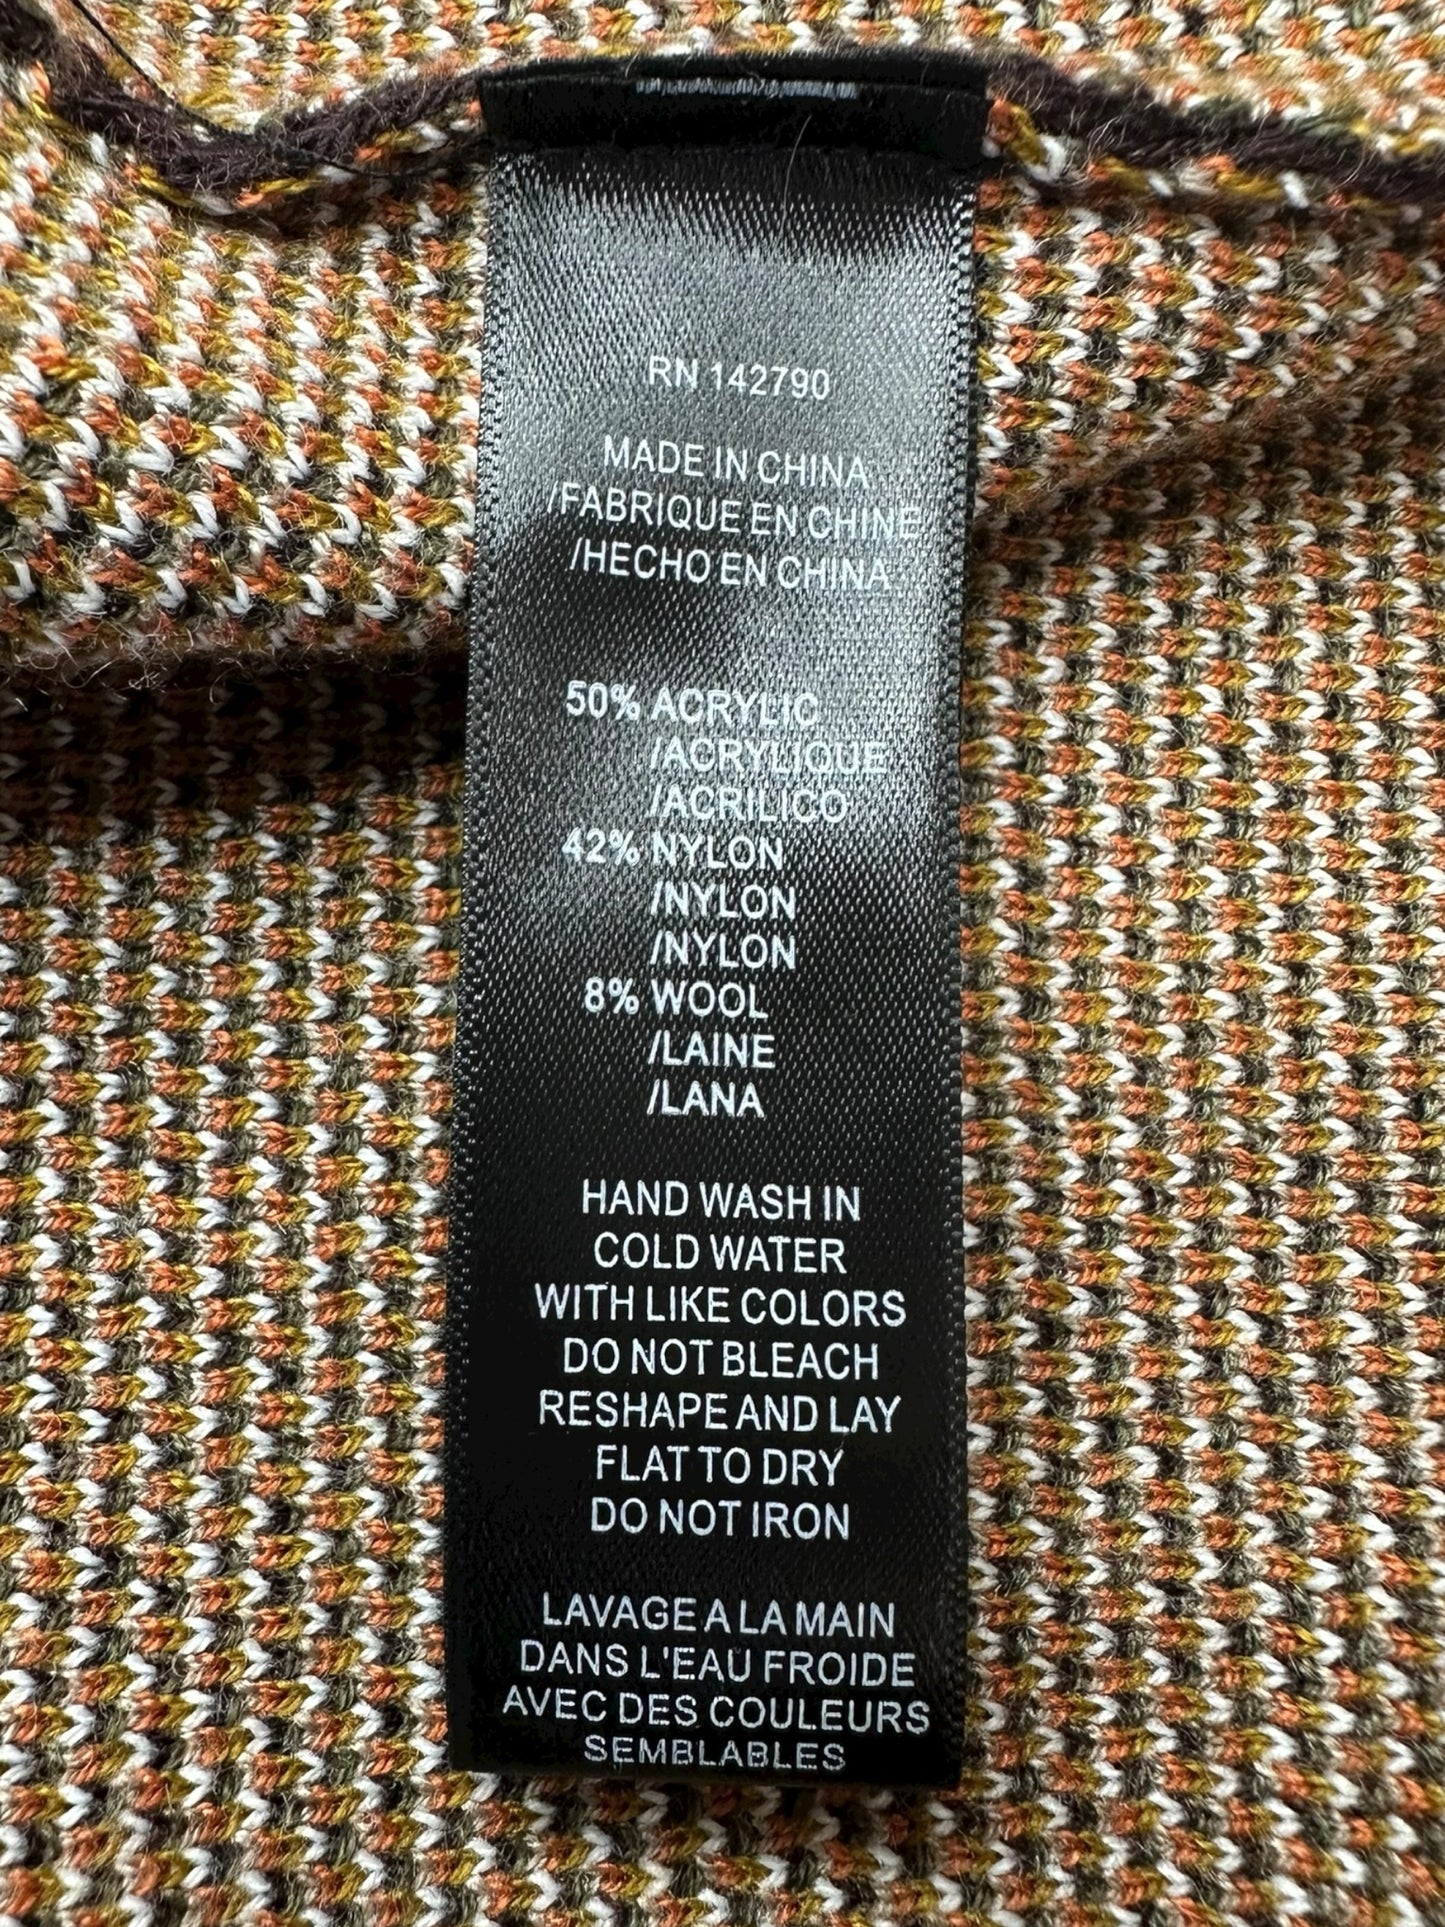 RN 142790
MADE IN CHINA
/FABRIQUE EN CHINE
/HECHO EN CHINA
50% ACRYLIC
/ACRYLIQUE
/ACRILICO
42% NYLON
/NYLON
/NYLON
8% WOOL
/LAINE
/LANA
HAND WASH IN
COLD WATER
WITH LIKE COLORS
DO NOT BLEACH
RESHAPE AND LAY
FLAT TO DRY
DO NOT IRON
LAVAGE A LA MAIN
DANS L'EAU FROIDE
AVEC DES COULEURS
SEMBLABLES